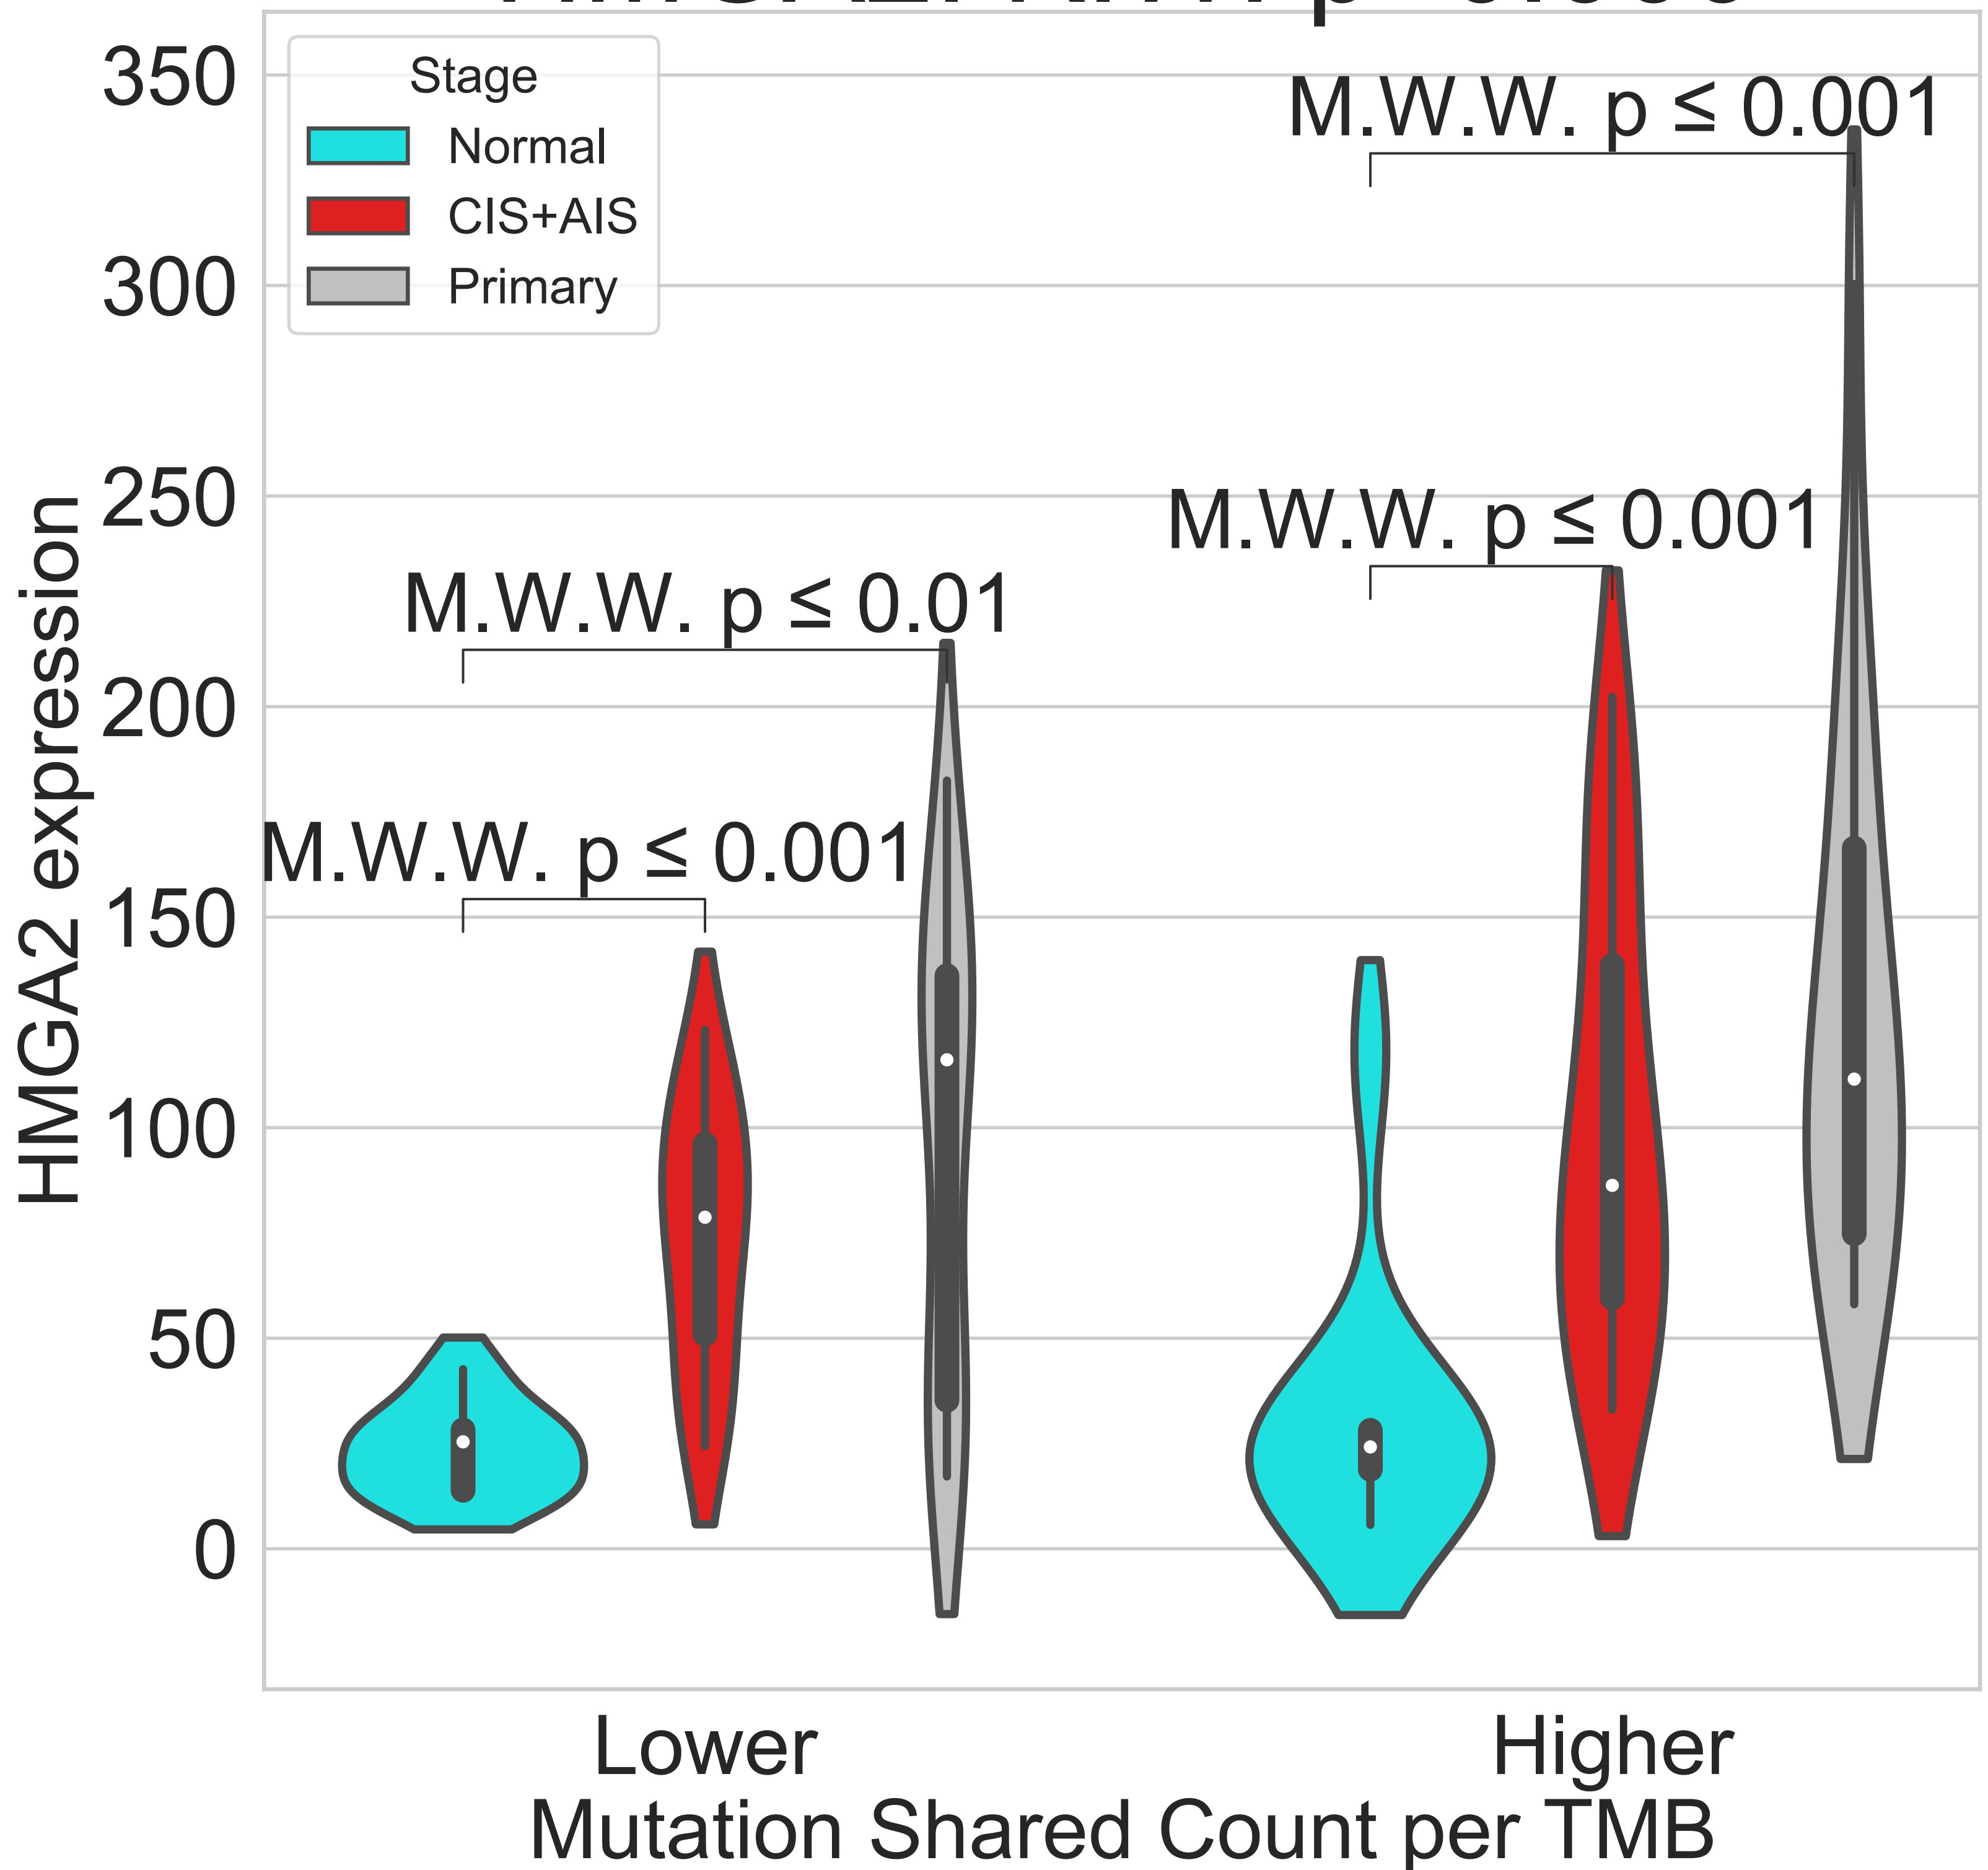 Stage
Normal
CIS+AIS
Primary
M.W.W. p ≤ 0.001
M.W.W. p ≤ 0.001
M.W.W. p ≤ 0.01
M.W.W. p ≤ 0.001
HMGA2 expression
350
300
250
200
150
100
50
0
Lower
Higher
Mutation Shared Count per TMB